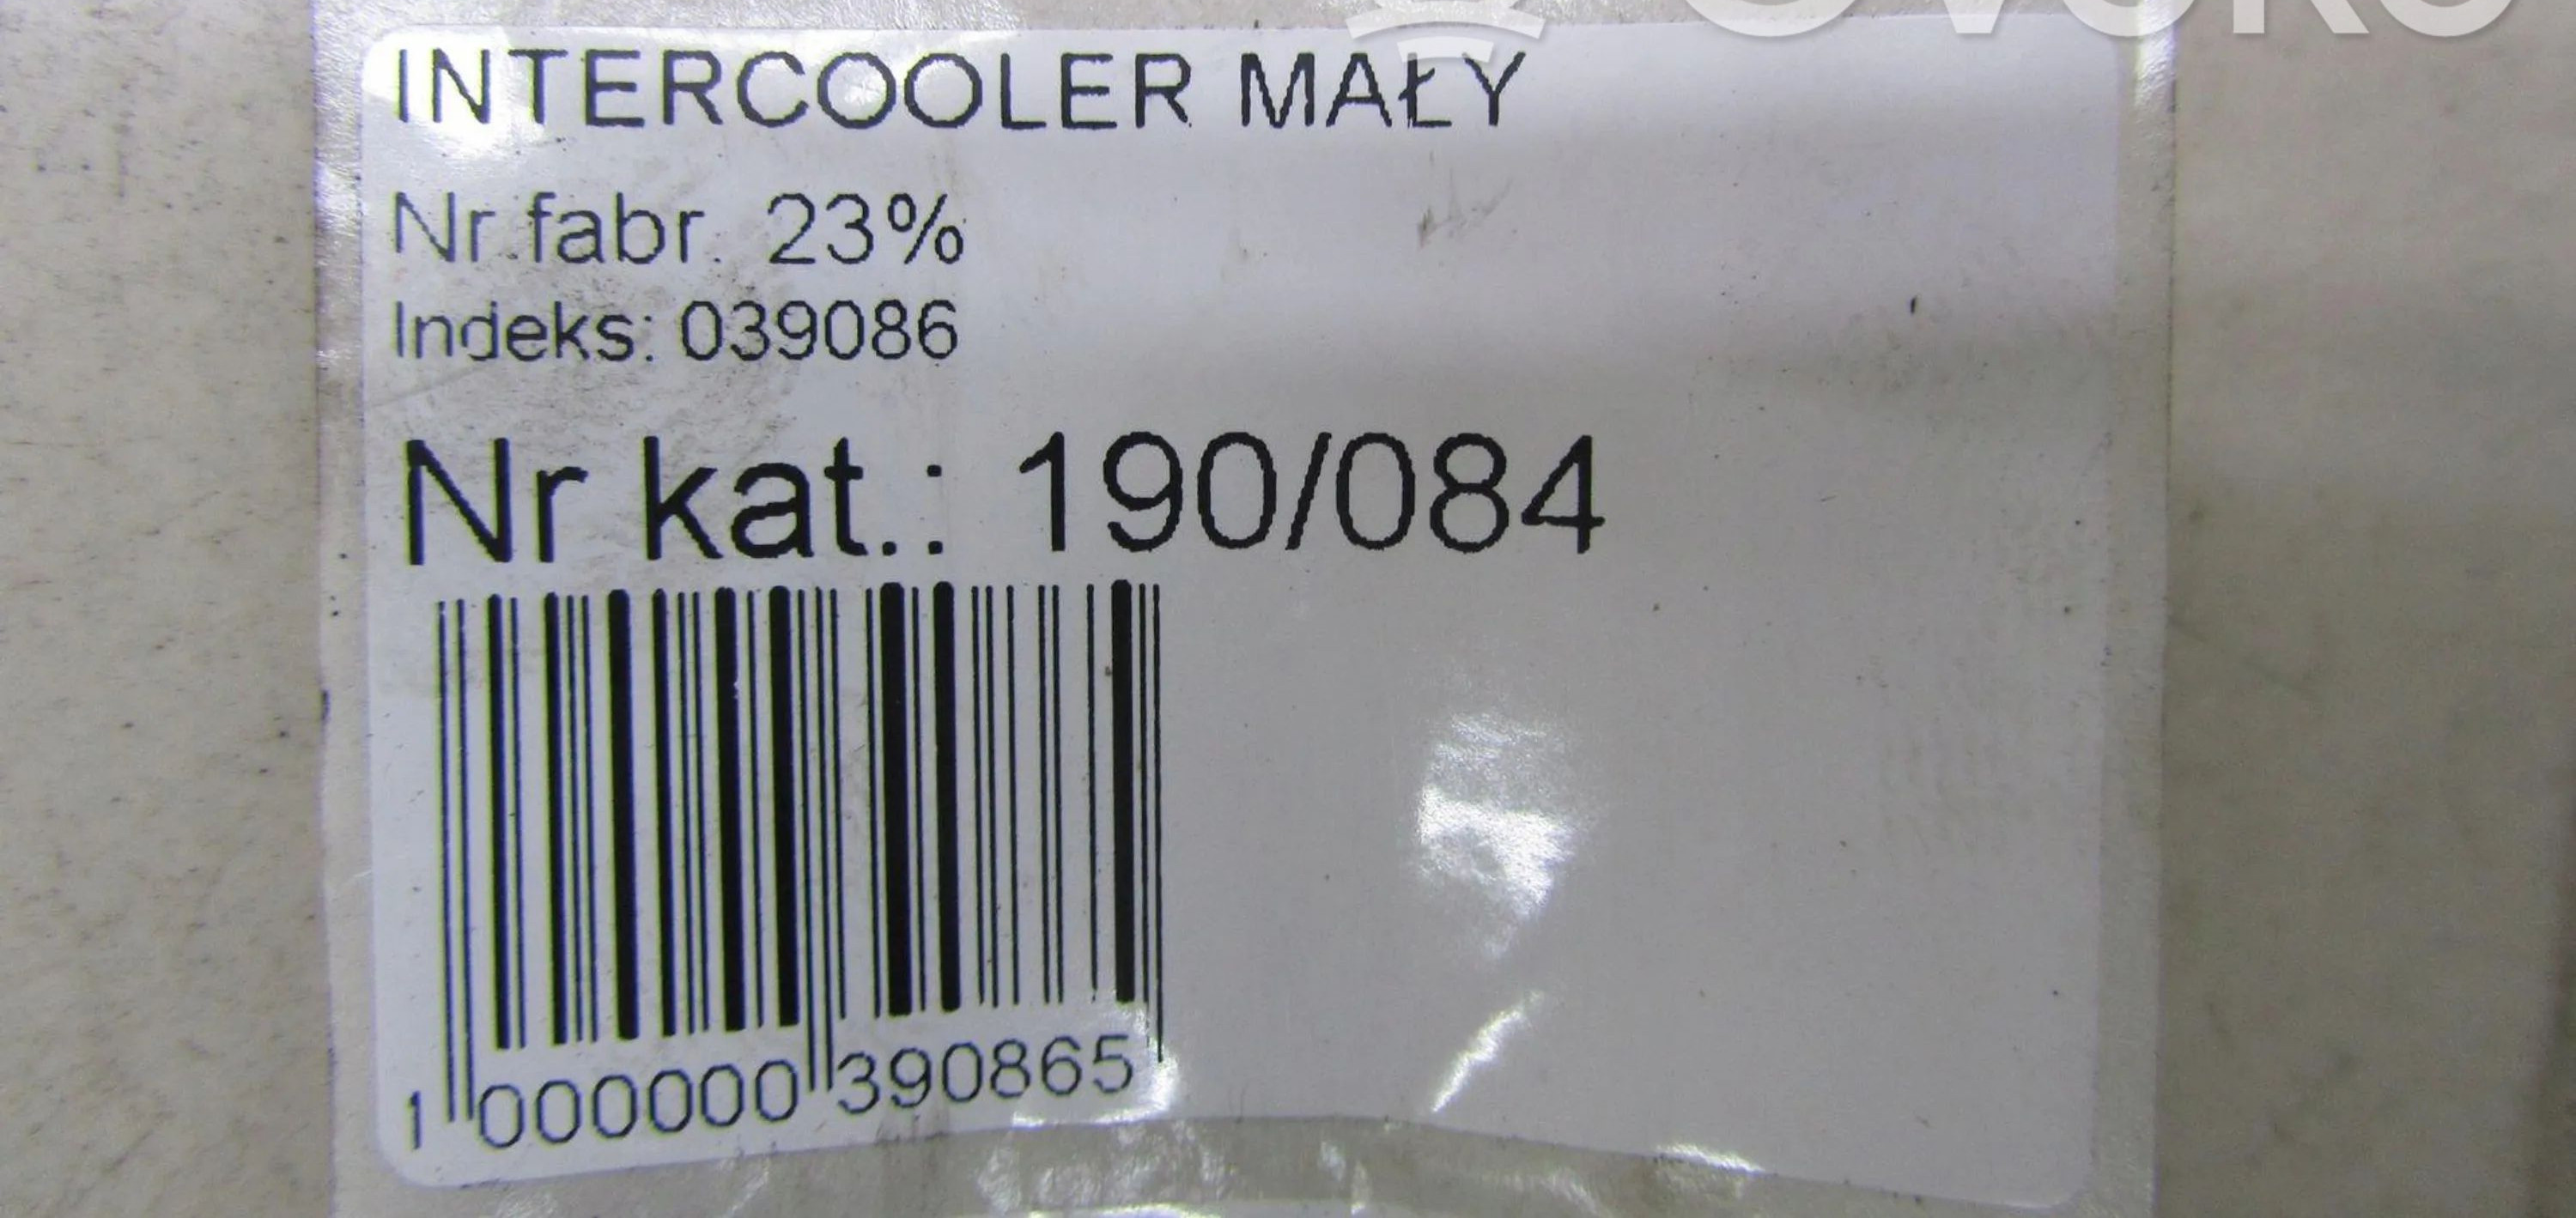 INTERCOOLER MAŁY
Nr fabr. 23%
Indeks: 039086
Nr kat.: 190/084
1 000000 390865